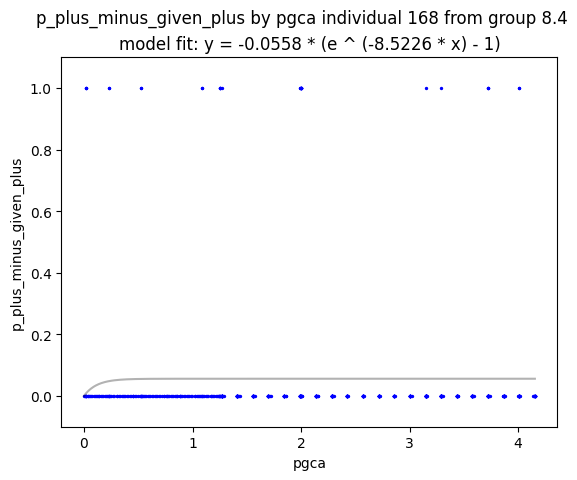 p_plus_minus_given_plus by pgca individual 168 from group 8.4
model fit: y = -0.0558 * (e ^ (-8.5226 * x) - 1)
p_plus_minus_given_plus
1.0
0.8
0.6
0.4
0.2
0.0
0 1 2 3 4
pgca